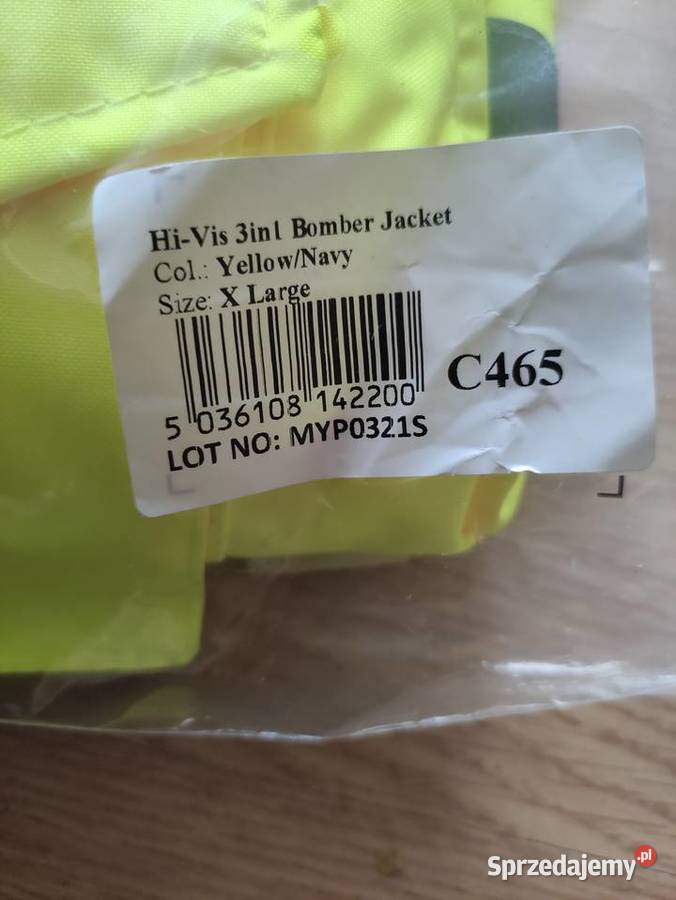 Hi-Vis 3in1 Bomber Jacket
Col.: Yellow/Navy
Size: X Large
5 036108 142200
C465
LOT NO: MYP0321S
Sprzedajemy.pl